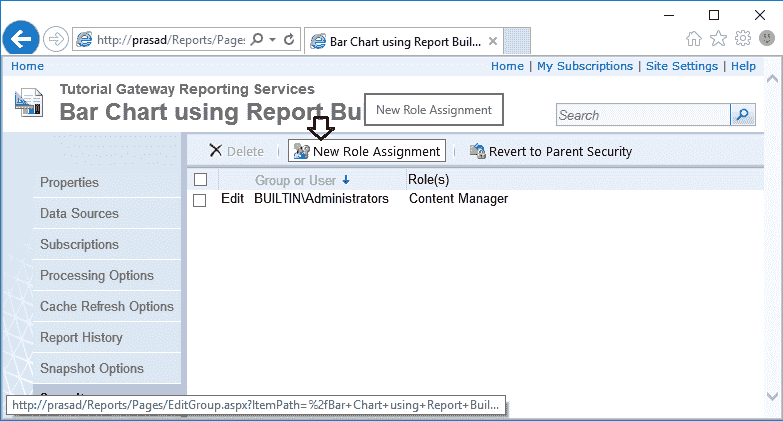 http://prasad/Reports/Pages
Bar Chart using Report Buil...
Home
Home | My Subscriptions | Site Settings | Help
Tutorial Gateway Reporting Services
Bar Chart using Report Bui
New Role Assignment
Search
Delete
New Role Assignment
Revert to Parent Security
Properties
Data Sources
Subscriptions
Processing Options
Cache Refresh Options
Report History
Snapshot Options
Group or User
Role(s)
Edit BUILTIN\Administrators Content Manager
http://prasad/Reports/Pages/EditGroup.aspx?ItemPath=%2fBar+Chart+using+Report+Buil...